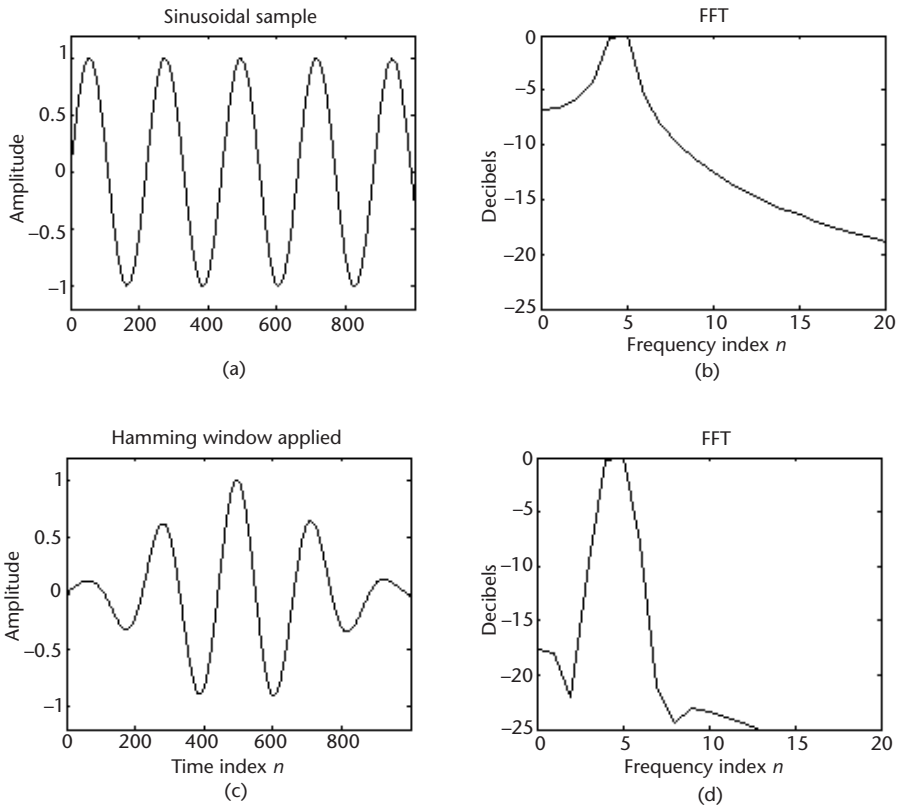 Sinusoidal sample
1
0.5
0
−0.5
−1
Amplitude
0 200 400 600 800
(a)
FFT
0
−5
−10
−15
−20
−25
Decibels
0 5 10 15 20
Frequency index n
(b)
Hamming window applied
1
0.5
0
−0.5
−1
Amplitude
0 200 400 600 800
Time index n
(c)
FFT
0
−5
−10
−15
−20
−25
Decibels
0 5 10 15 20
Frequency index n
(d)